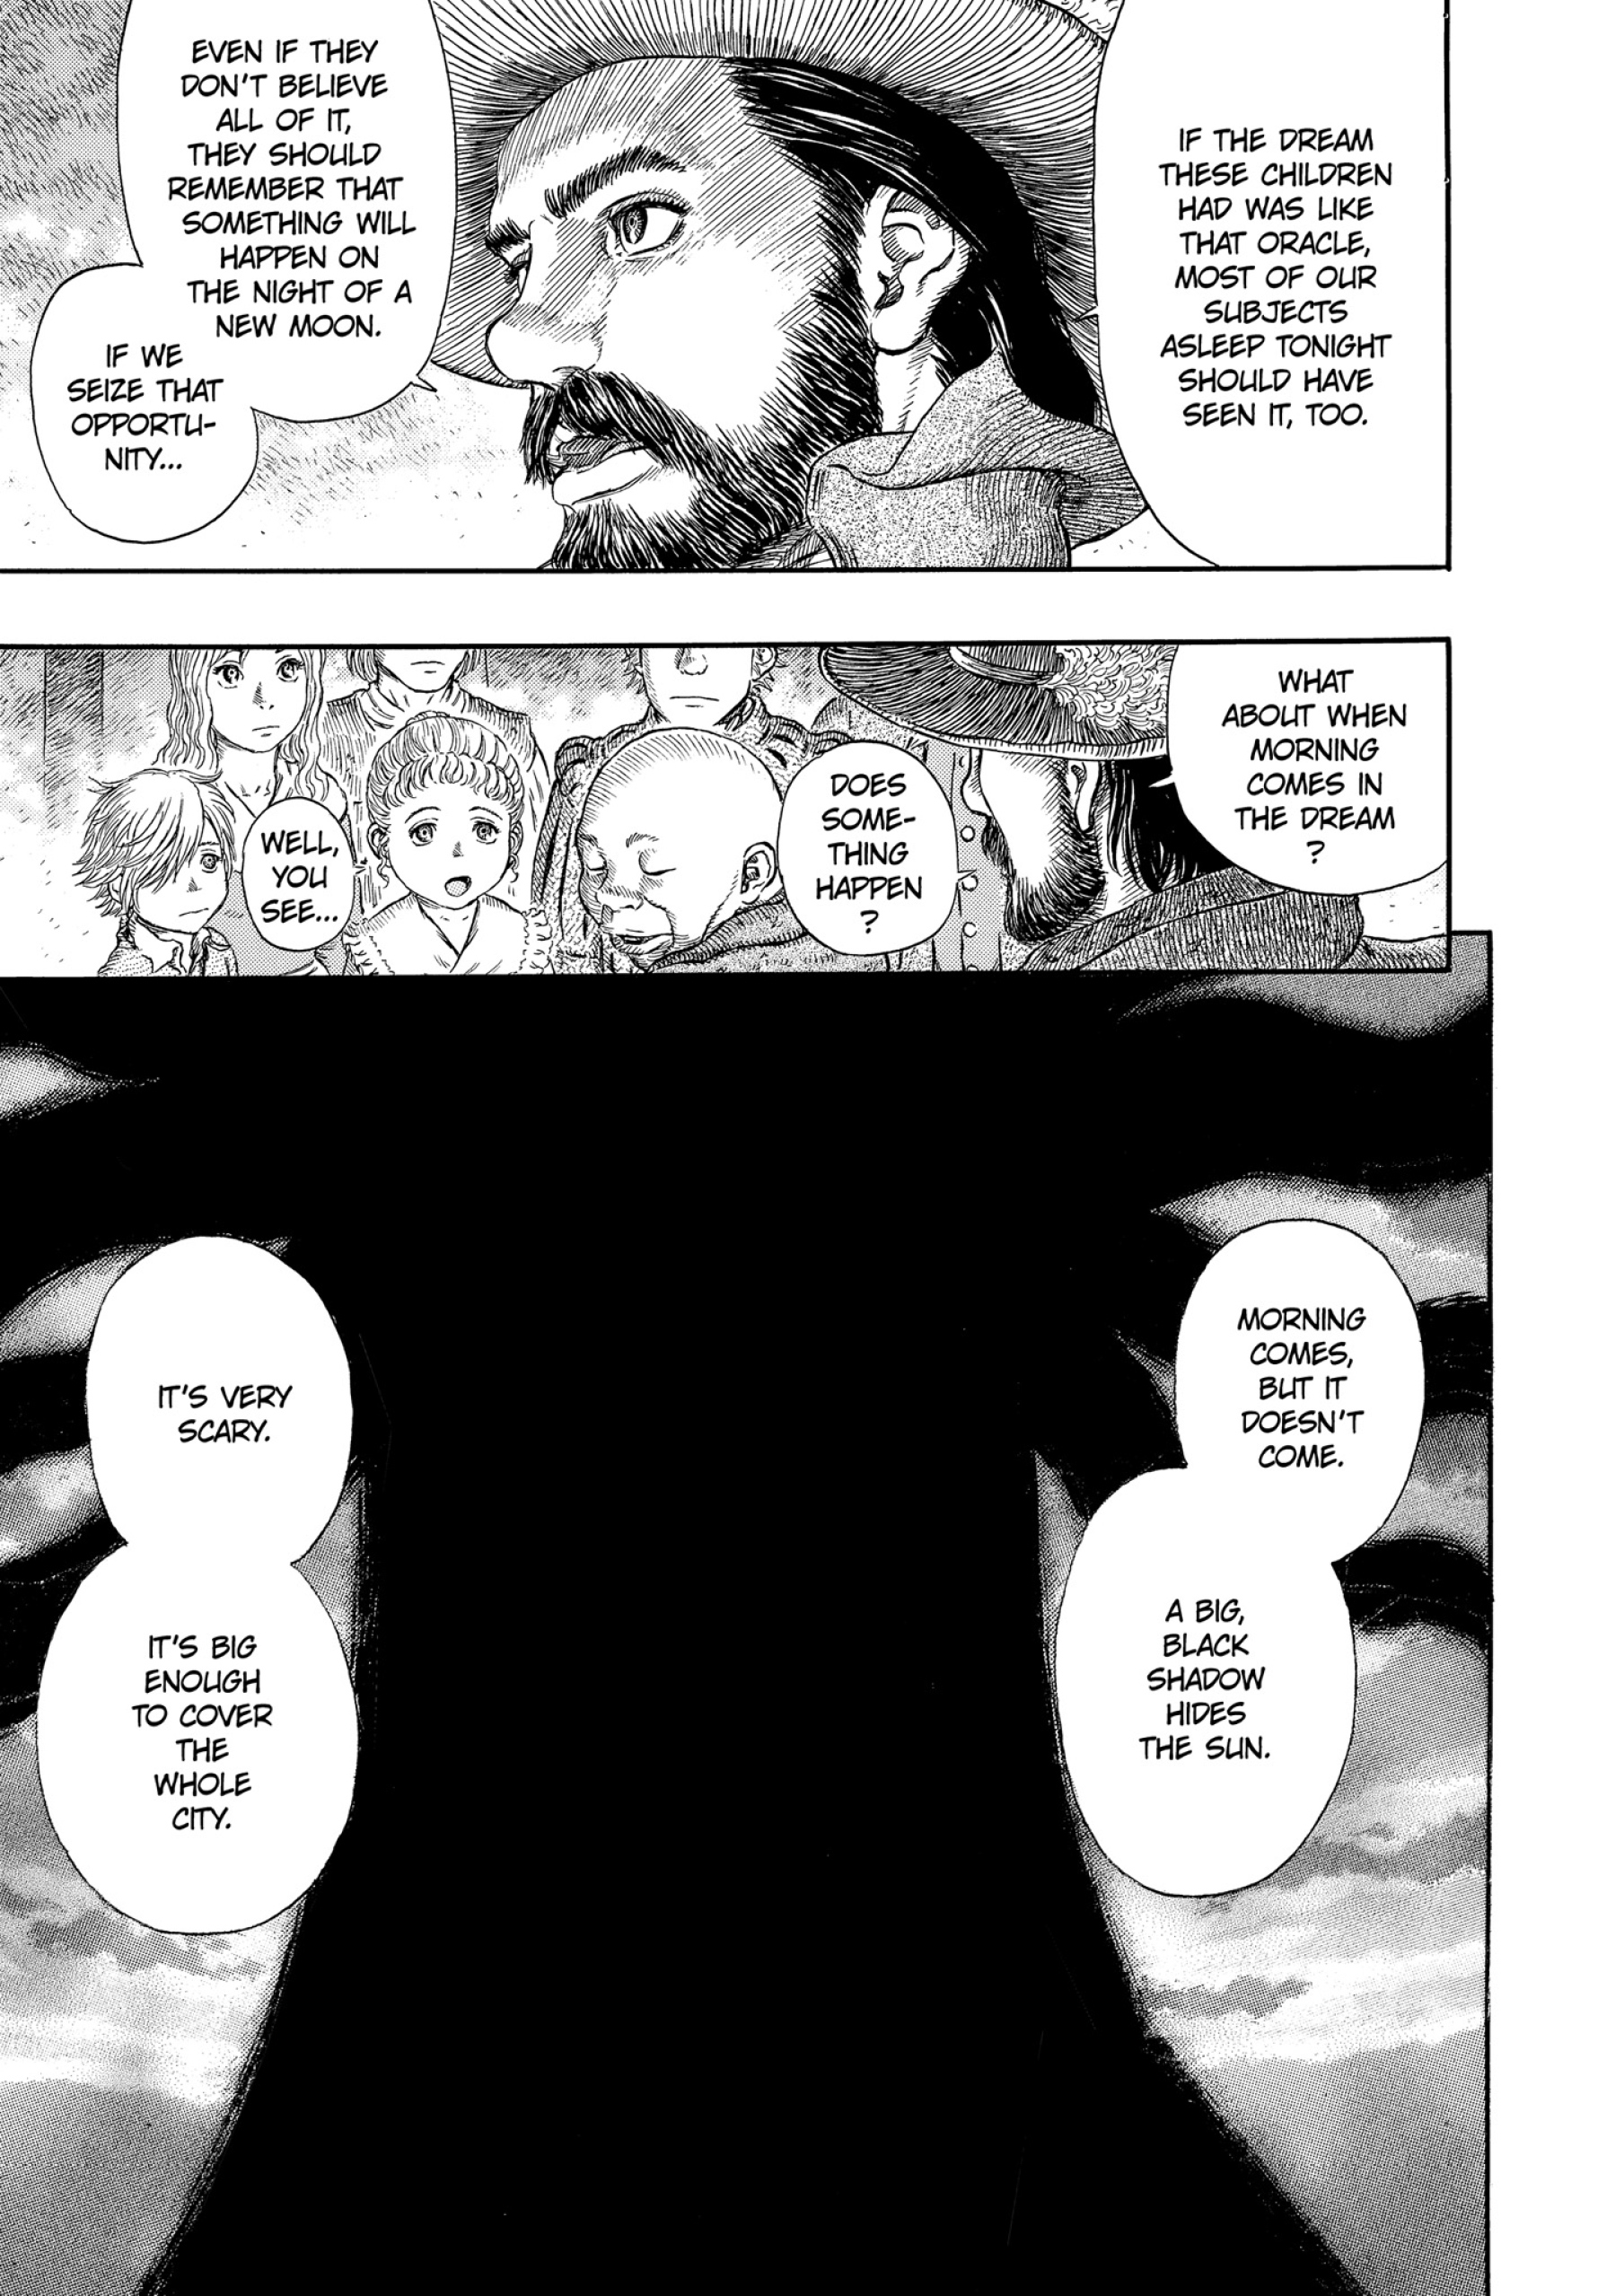 IF THE DREAM
THESE CHILDREN
HAD WAS LIKE
THAT ORACLE,
MOST OF OUR
SUBJECTS
ASLEEP TONIGHT
SHOULD HAVE
SEEN IT, TOO.
EVEN IF THEY
DON'T BELIEVE
ALL OF IT,
THEY SHOULD
REMEMBER THAT
SOMETHING WILL
HAPPEN ON
THE NIGHT OF A
NEW MOON.
IF WE
SEIZE THAT
OPPORTU-
NITY...
WHAT
ABOUT WHEN
MORNING
COMES IN
THE DREAM
?
DOES
SOME-
THING
HAPPEN
?
WELL,
YOU
SEE...
MORNING
COMES,
BUT IT
DOESN'T
COME.
A BIG,
BLACK
SHADOW
HIDES
THE SUN.
IT'S VERY
SCARY.
IT'S BIG
ENOUGH
TO COVER
THE
WHOLE
CITY.